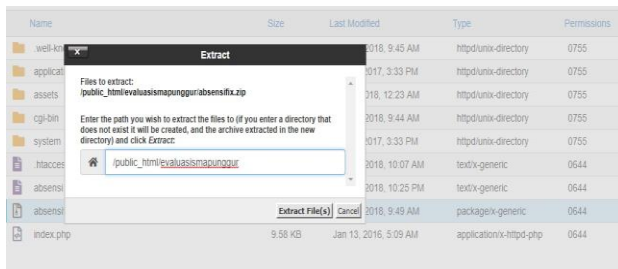 Name Size Last Modified Type Permissions
.well-kn 2018, 9:45 AM httpd/unix-directory 0755
Extract
applicat 2017, 3:33 PM httpd/unix-directory 0755
Files to extract:
/public_html/evaluasismapunggur/absensifix.zip
assets 2018, 12:23 AM httpd/unix-directory 0755
Enter the path you wish to extract the files to (if you enter a directory that
does not exist it will be created, and the archive extracted in the new
directory) and click Extract:
cgi-bin 2018, 9:44 AM httpd/unix-directory 0755
system 2017, 3:33 PM httpd/unix-directory 0755
/public_html/evaluasismapunggur
.htacces 2018, 10:07 AM text/x-generic 0644
absensi 2018, 10:25 PM text/x-generic 0644
Extract File(s) Cancel
absensi 2018, 9:49 AM package/x-generic 0644
index.php 9.58 KB Jan 13, 2016, 5:09 AM application/x-httpd-php 0644